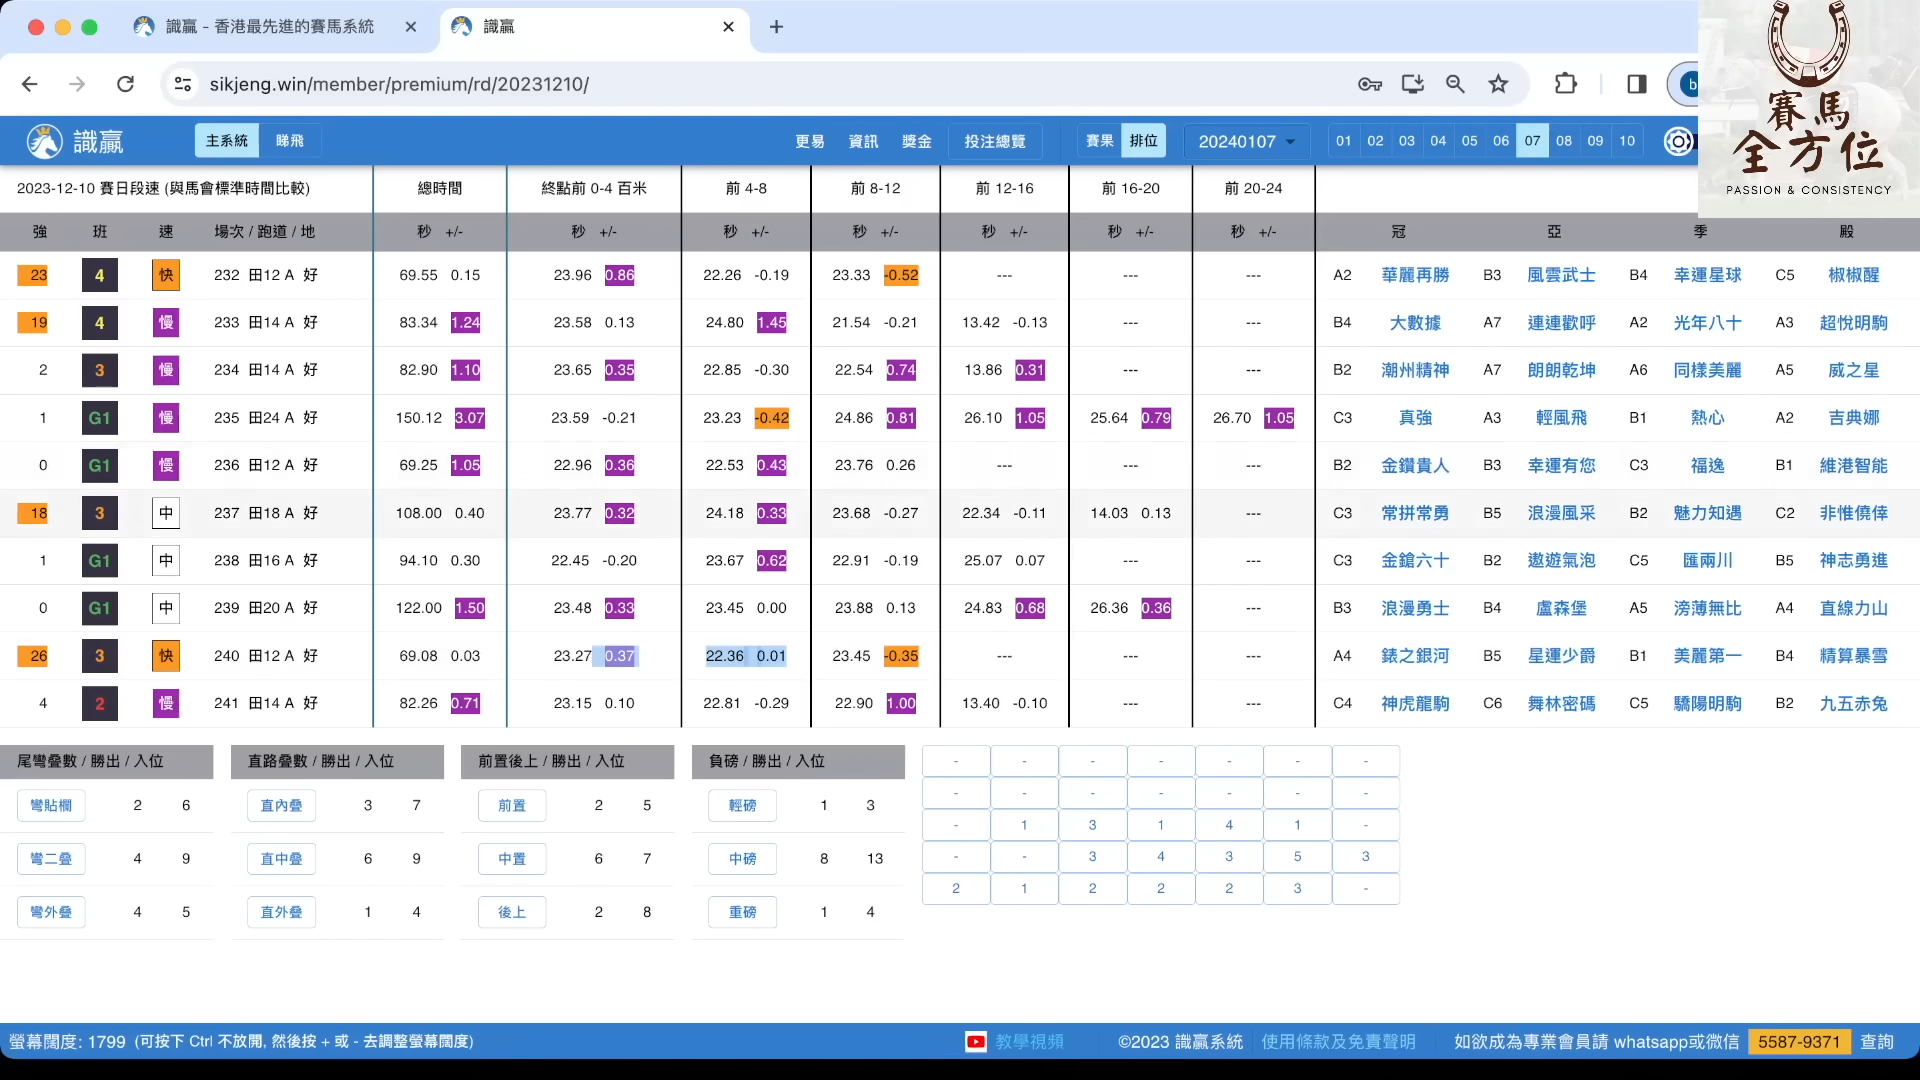 識贏 - 香港最先進的賽馬系統
識贏
sikjeng.win/member/premium/rd/20231210/
b
賽馬
全方位
PASSION & CONSISTENCY
識贏 主系統 睇飛 更易 資訊 獎金 投注總覽 賽果 排位 20240107 01 02 03 04 05 06 07 08 09 10
2023-12-10 賽日段速 (與馬會標準時間比較) 總時間 終點前 0-4 百米 前 4-8 前 8-12 前 12-16 前 16-20 前 20-24
強 班 速 場次 / 跑道 / 地 秒 +/- 秒 +/- 秒 +/- 秒 +/- 秒 +/- 秒 +/- 秒 +/- 冠 亞 季 殿
23 4 快 232 田12 A 好 69.55 0.15 23.96 0.86 22.26 -0.19 23.33 -0.52 --- --- --- A2 華麗再勝 B3 風雲武士 B4 幸運星球 C5 椒椒醒
19 4 慢 233 田14 A 好 83.34 1.24 23.58 0.13 24.80 1.45 21.54 -0.21 13.42 -0.13 --- --- B4 大數據 A7 連連歡呼 A2 光年八十 A3 超悅明駒
2 3 慢 234 田14 A 好 82.90 1.10 23.65 0.35 22.85 -0.30 22.54 0.74 13.86 0.31 --- --- B2 潮州精神 A7 朗朗乾坤 A6 同樣美麗 A5 威之星
1 G1 慢 235 田24 A 好 150.12 3.07 23.59 -0.21 23.23 -0.42 24.86 0.81 26.10 1.05 25.64 0.79 26.70 1.05 C3 真強 A3 輕風飛 B1 熱心 A2 吉典娜
0 G1 慢 236 田12 A 好 69.25 1.05 22.96 0.36 22.53 0.43 23.76 0.26 --- --- --- B2 金鑽貴人 B3 幸運有您 C3 福逸 B1 維港智能
18 3 中 237 田18 A 好 108.00 0.40 23.77 0.32 24.18 0.33 23.68 -0.27 22.34 -0.11 14.03 0.13 --- C3 常拼常勇 B5 浪漫風采 B2 魅力知遇 C2 非惟僥倖
1 G1 中 238 田16 A 好 94.10 0.30 22.45 -0.20 23.67 0.62 22.91 -0.19 25.07 0.07 --- --- C3 金鎗六十 B2 遨遊氣泡 C5 匯兩川 B5 神志勇進
0 G1 中 239 田20 A 好 122.00 1.50 23.48 0.33 23.45 0.00 23.88 0.13 24.83 0.68 26.36 0.36 --- B3 浪漫勇士 B4 盧森堡 A5 滂薄無比 A4 直線力山
26 3 快 240 田12 A 好 69.08 0.03 23.27 0.37 22.36 0.01 23.45 -0.35 --- --- --- A4 錶之銀河 B5 星運少爵 B1 美麗第一 B4 精算暴雪
4 2 慢 241 田14 A 好 82.26 0.71 23.15 0.10 22.81 -0.29 22.90 1.00 13.40 -0.10 --- --- C4 神虎龍駒 C6 舞林密碼 C5 驕陽明駒 B2 九五赤兔
尾彎叠數 / 勝出 / 入位 直路叠數 / 勝出 / 入位 前置後上 / 勝出 / 入位 負磅 / 勝出 / 入位 - - - - - - -
- - - - - - -
彎貼欄 2 6 直內叠 3 7 前置 2 5 輕磅 1 3
- 1 3 1 4 1 -
彎二叠 4 9 直中叠 6 9 中置 6 7 中磅 8 13 - - 3 4 3 5 3
2 1 2 2 2 3 -
彎外叠 4 5 直外叠 1 4 後上 2 8 重磅 1 4
螢幕闊度: 1799 (可按下 Ctrl 不放開, 然後按 + 或 - 去調整螢幕闊度) 教學視頻 ©2023 識贏系統 使用條款及免責聲明 如欲成為專業會員請 whatsapp或微信 5587-9371 查詢